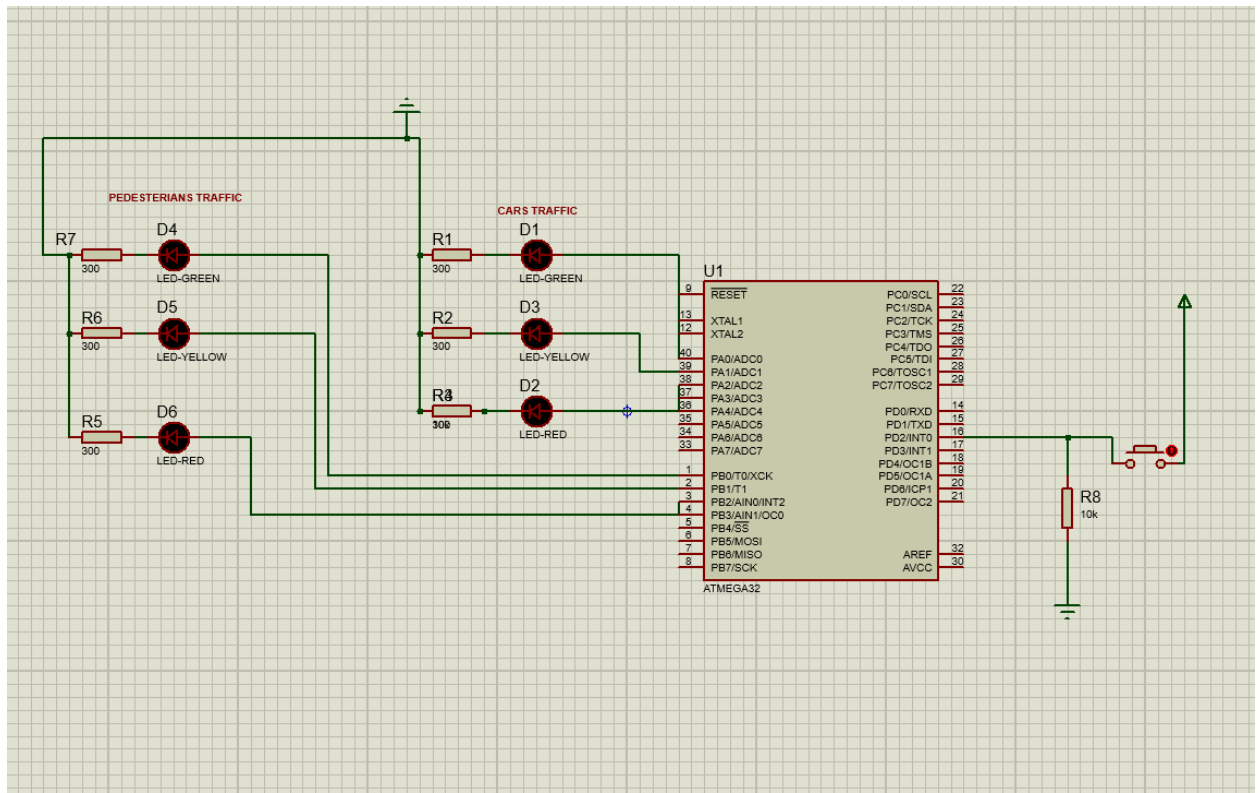 PEDESTERIANS TRAFFIC
CARS TRAFFIC
R7
300
D4
LED-GREEN
R1
300
D1
LED-GREEN
R6
300
D5
LED-YELLOW
R2
300
D3
LED-YELLOW
R5
300
D6
LED-RED
D2
LED-RED
U1
9 RESET
13 XTAL1
12 XTAL2
40 PA0/ADC0
39 PA1/ADC1
38 PA2/ADC2
37 PA3/ADC3
36 PA4/ADC4
35 PA5/ADC5
34 PA6/ADC6
33 PA7/ADC7
1 PB0/T0/XCK
2 PB1/T1
3 PB2/AIN0/INT2
4 PB3/AIN1/OC0
5 PB4/SS
6 PB5/MOSI
7 PB6/MISO
8 PB7/SCK
PC0/SCL 22
PC1/SDA 23
PC2/TCK 24
PC3/TMS 25
PC4/TDO 26
PC5/TDI 27
PC6/TOSC1 28
PC7/TOSC2 29
PD0/RXD 14
PD1/TXD 15
PD2/INT0 16
PD3/INT1 17
PD4/OC1B 18
PD5/OC1A 19
PD6/ICP1 20
PD7/OC2 21
AREF 32
AVCC 30
ATMEGA32
R8
10k